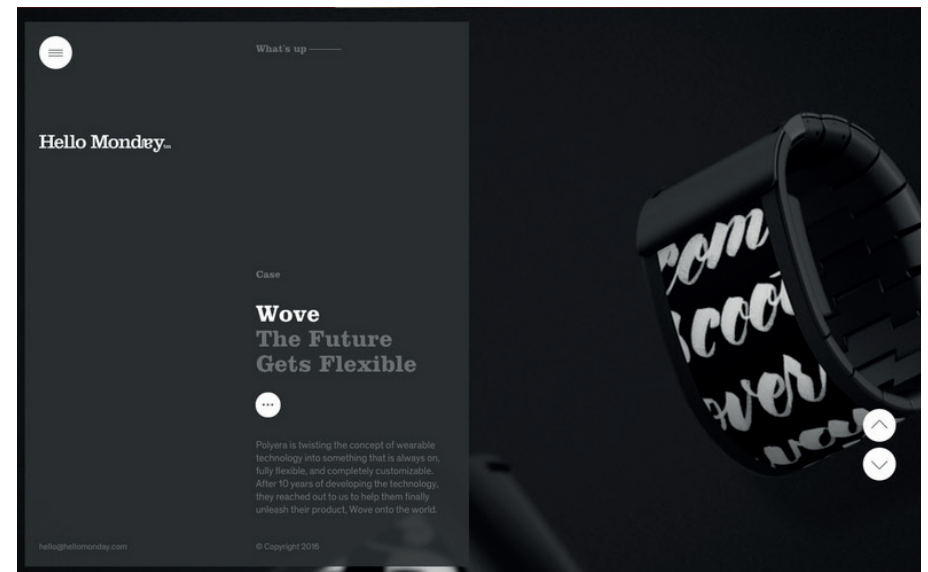 What's up
Hello Monday
Case
Wove
The Future
Gets Flexible
Polyera is twisting the concept of wearable
technology into something that is always on,
fully flexible, and completely customizable.
After 10 years of developing the technology,
they reached out to us to help them finally
unleash their product, Wove onto the world.
hello@hellomonday.com
© Copyright 2016
com
scoot
over